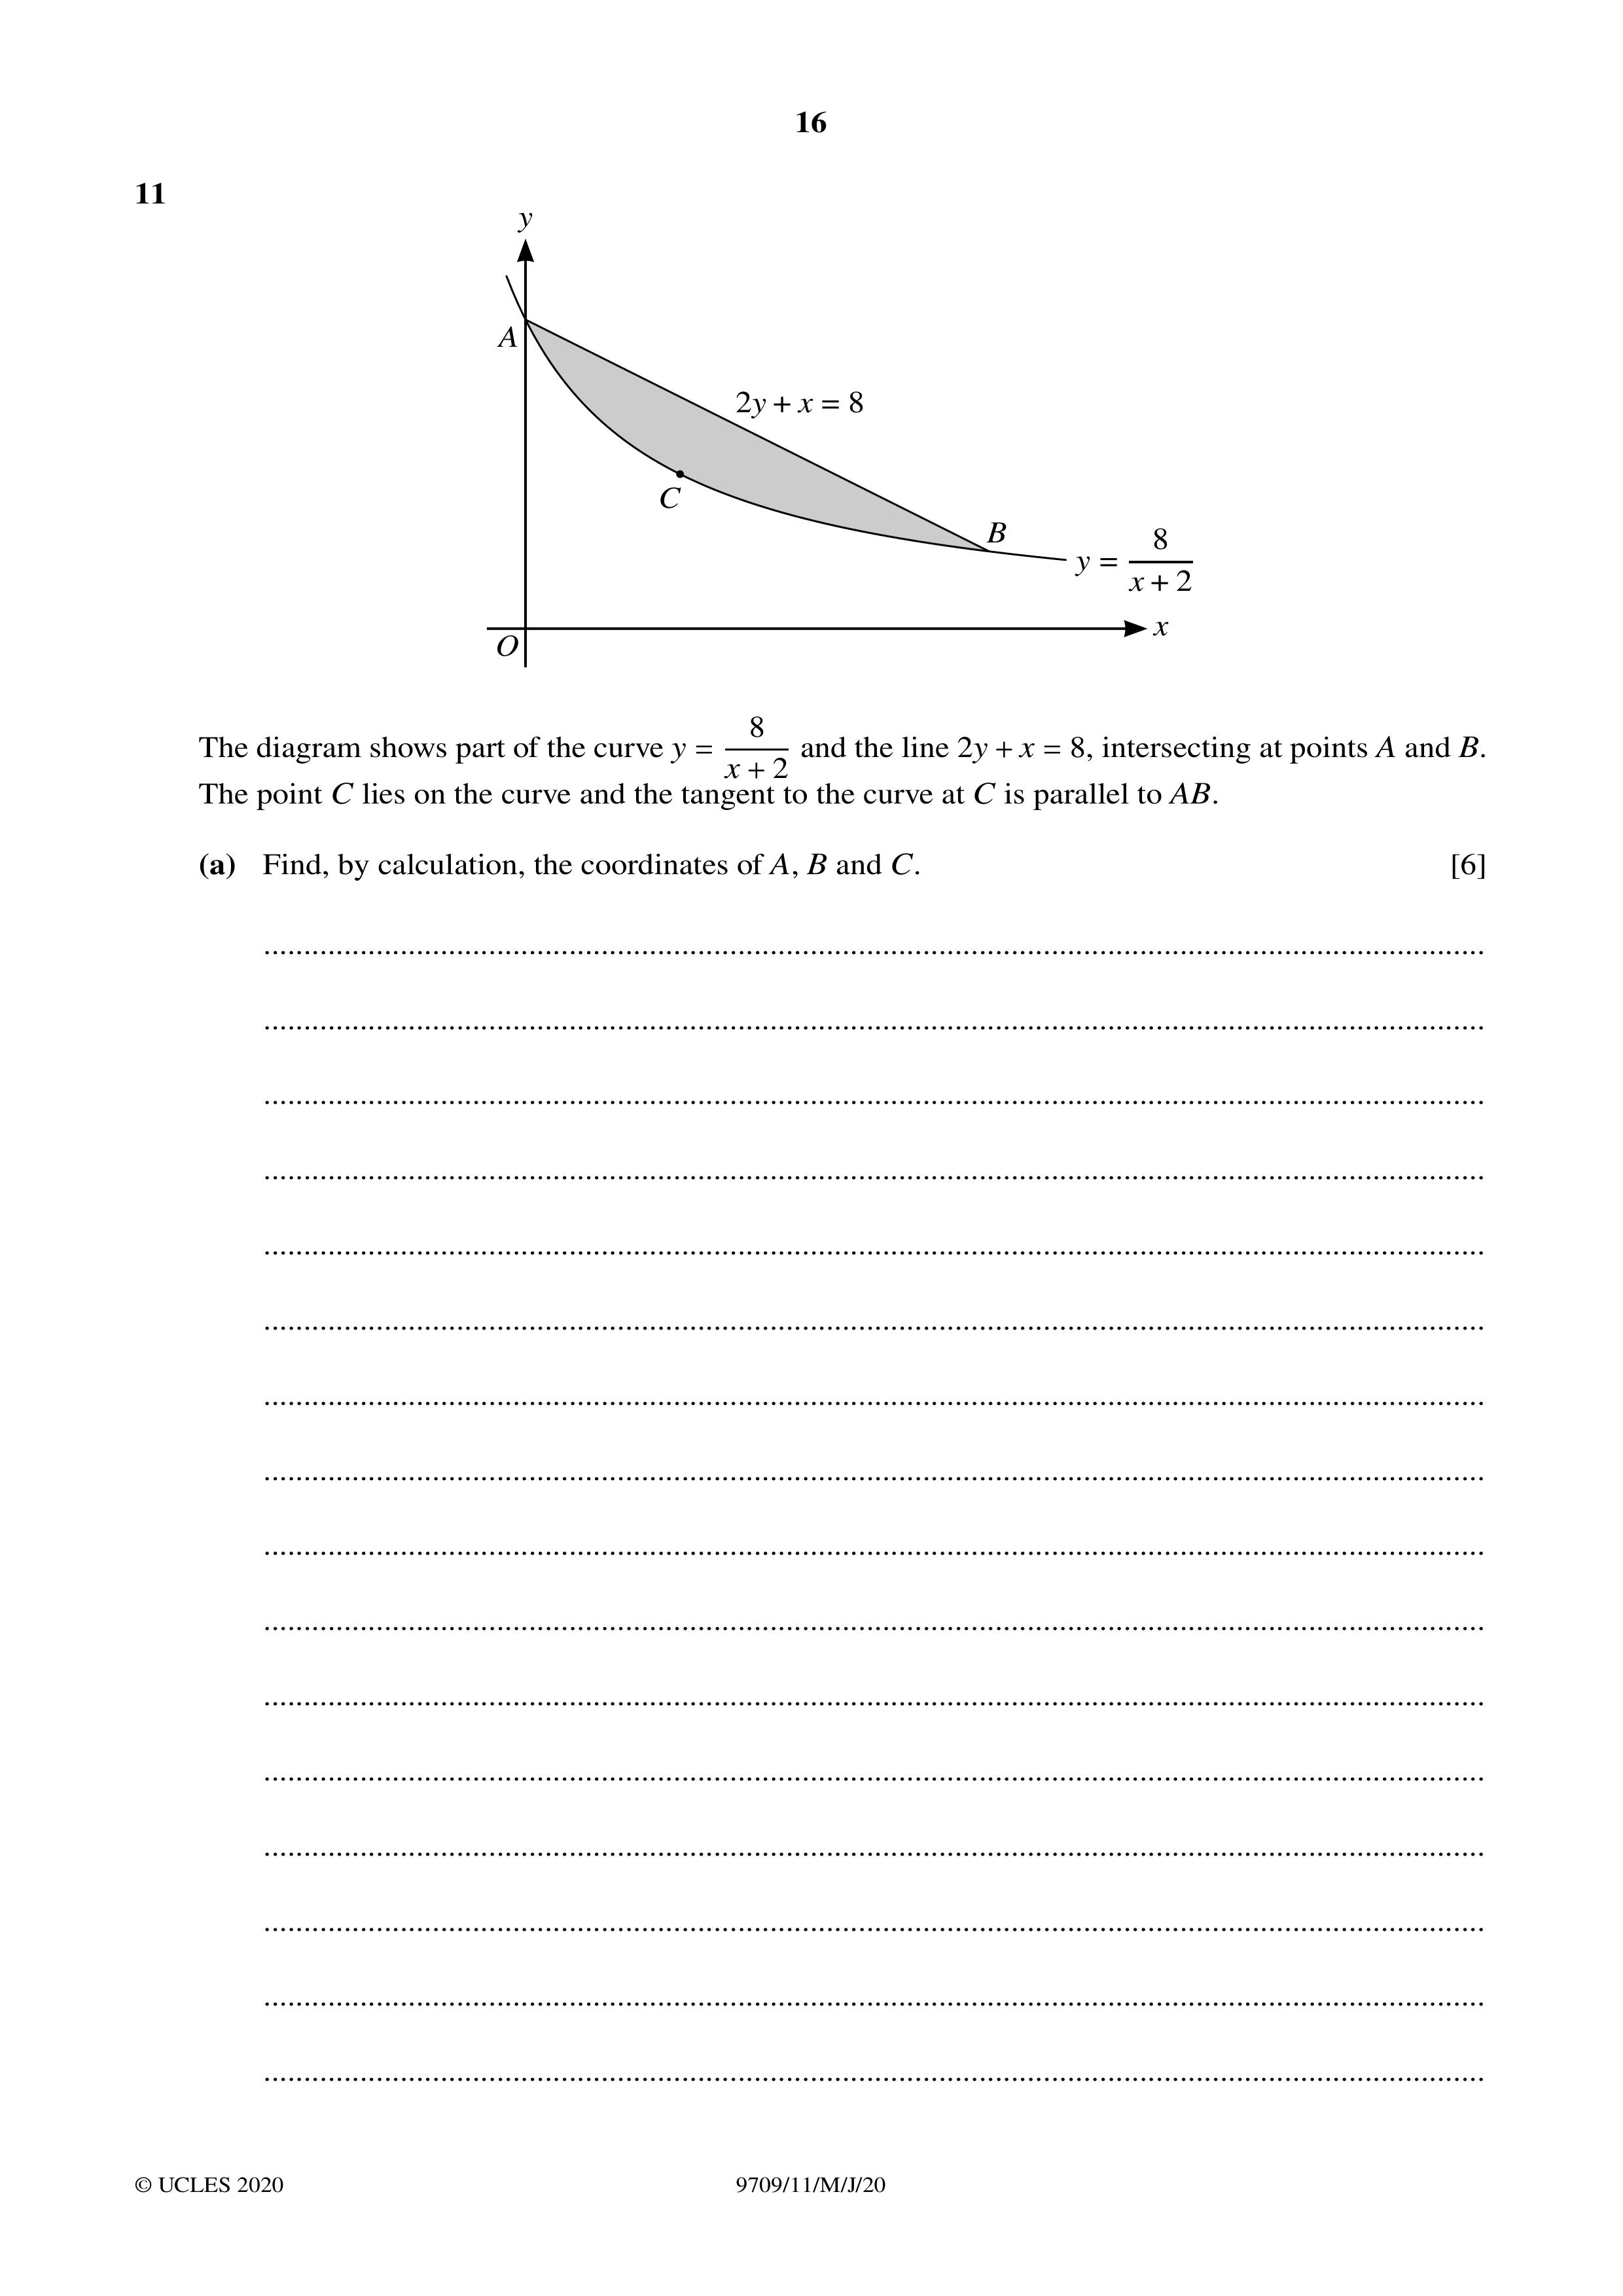 16
11
y
A
2y + x = 8
C
B
y = 8/(x + 2)
x
O
The diagram shows part of the curve y = 8/(x + 2) and the line 2y + x = 8, intersecting at points A and B.
The point C lies on the curve and the tangent to the curve at C is parallel to AB.
(a) Find, by calculation, the coordinates of A, B and C. [6]
© UCLES 2020 9709/11/M/J/20